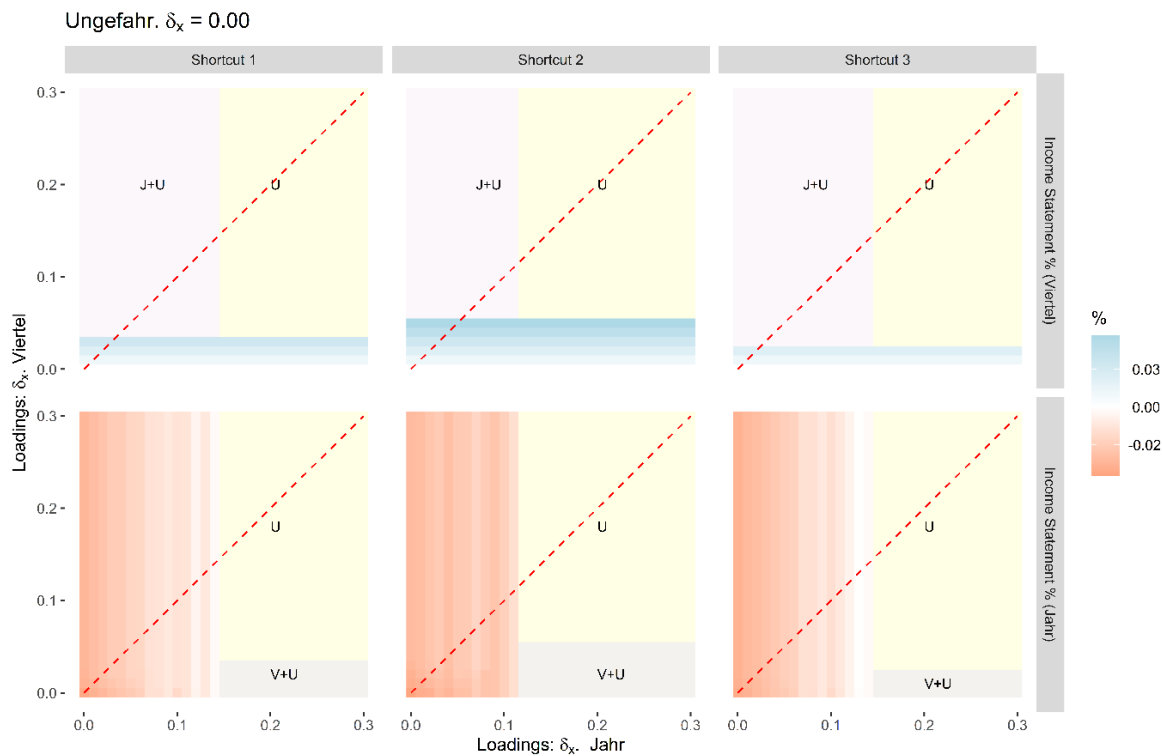 Ungefahr. δx = 0.00
Shortcut 1
Shortcut 2
Shortcut 3
Income Statement % (Viertel)
Income Statement % (Jahr)
Loadings: δx. Viertel
0.3
0.2
0.1
0.0
J+U
U
J+U
U
J+U
U
0.3
0.2
0.1
0.0
U
V+U
U
V+U
U
V+U
0.0 0.1 0.2 0.3
0.0 0.1 0.2 0.3
0.0 0.1 0.2 0.3
Loadings: δx. Jahr
%
0.03
0.00
-0.02